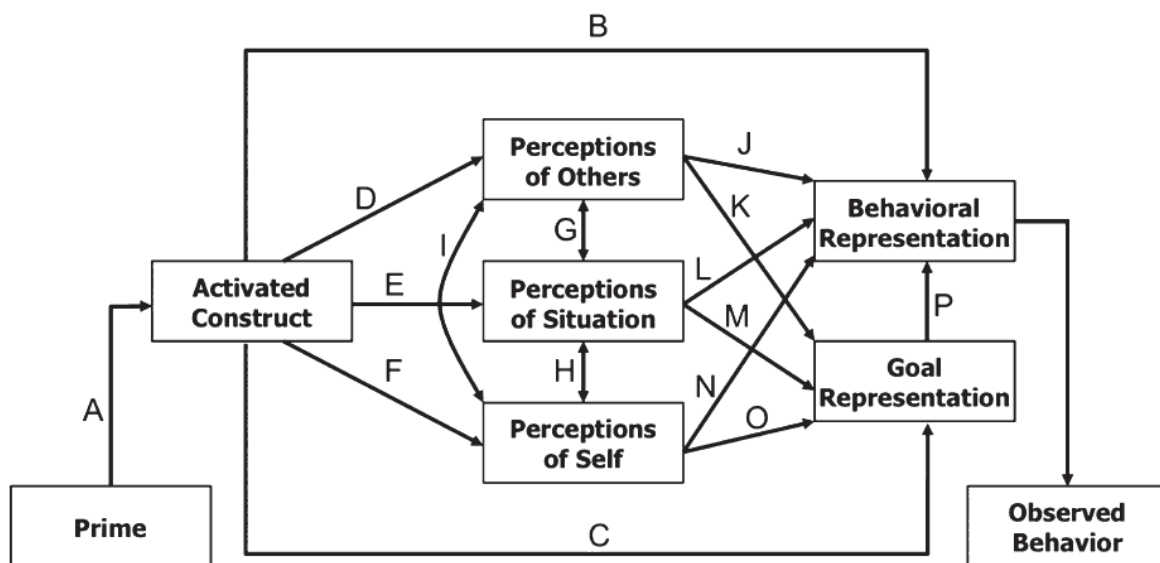 B
Perceptions
of Others
J
D
K
Behavioral
Representation
I
G
L
Activated
Construct
E
Perceptions
of Situation
M
P
F
H
N
Goal
Representation
A
Perceptions
of Self
O
Prime
C
Observed
Behavior